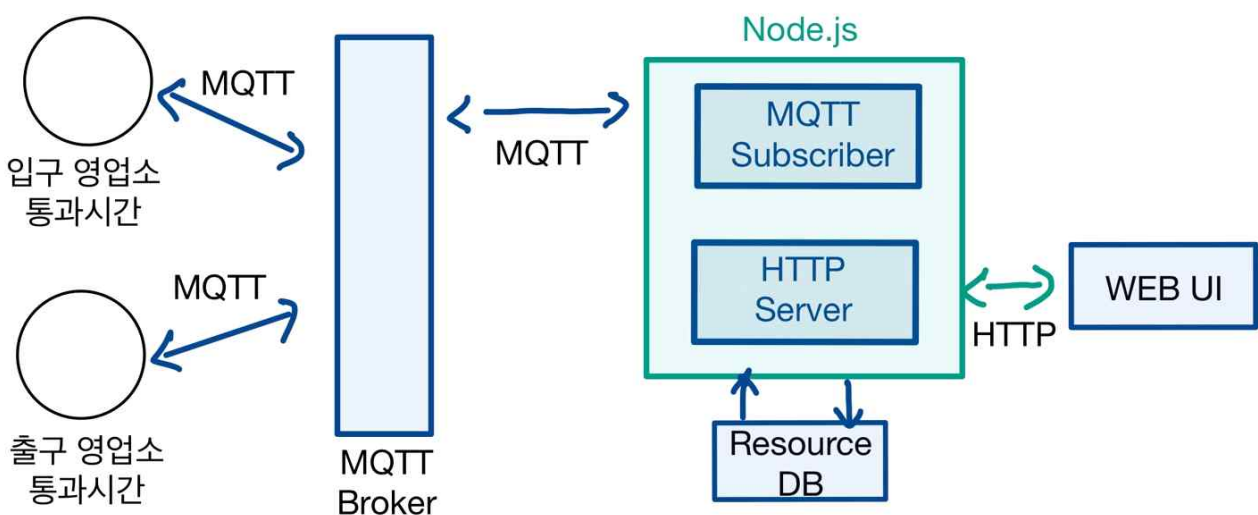 MQTT
입구 영업소
통과시간
MQTT
출구 영업소
통과시간
MQTT
Broker
MQTT
Node.js
MQTT
Subscriber
HTTP
Server
Resource
DB
HTTP
WEB UI